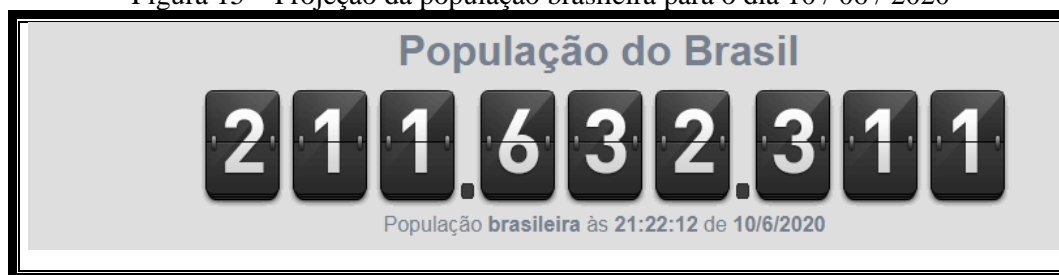 Figura 13 – Projeção da população brasileira para o dia 10 / 06 / 2020
População do Brasil
211.632.311
População brasileira às 21:22:12 de 10/6/2020